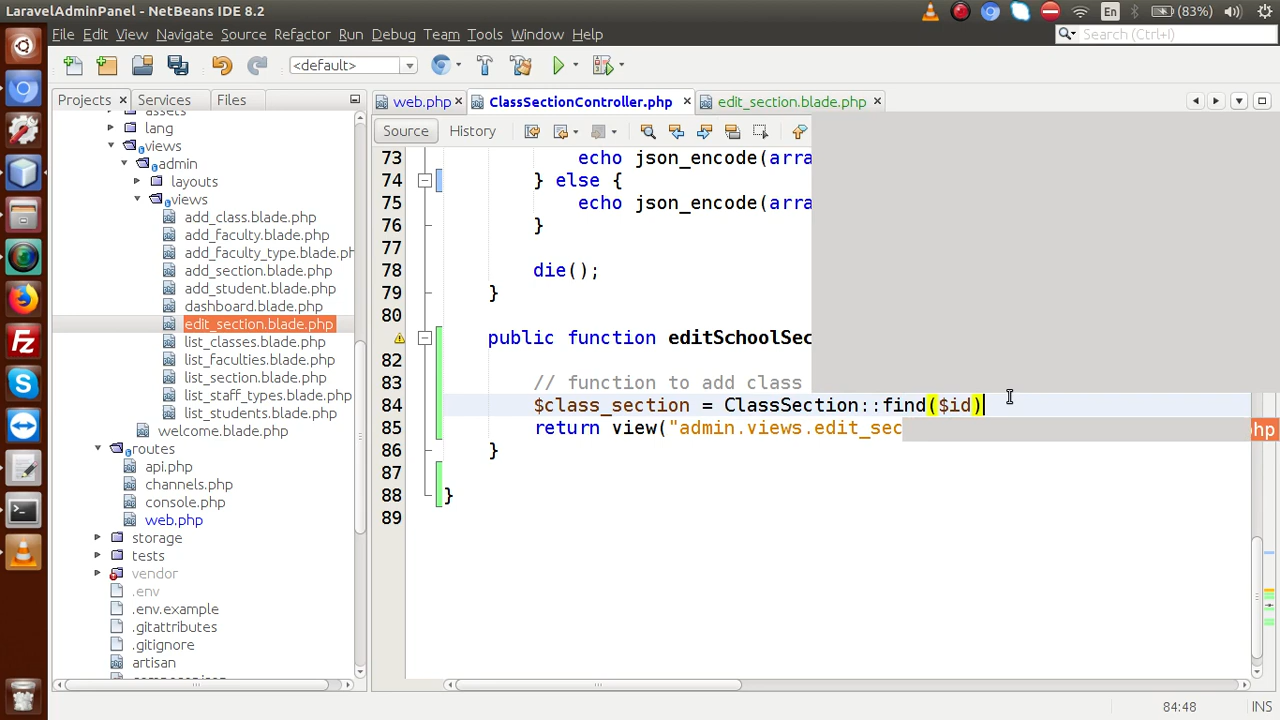 LaravelAdminPanel - NetBeans IDE 8.2
En
(83%)
File Edit View Navigate Source Refactor Run Debug Team Tools Window Help
Search (Ctrl+I)
<default>
Projects Services Files
web.php ClassSectionController.php edit_section.blade.php
Source History
assets
lang
views
admin
layouts
views
add_class.blade.php
add_faculty.blade.php
add_faculty_type.blade.ph
add_section.blade.php
add_student.blade.php
dashboard.blade.php
edit_section.blade.php
list_classes.blade.php
list_faculties.blade.php
list_section.blade.php
list_staff_types.blade.php
list_students.blade.php
welcome.blade.php
routes
api.php
channels.php
console.php
web.php
storage
tests
vendor
.env
.env.example
.gitattributes
.gitignore
artisan
73 echo json_encode(arra
74 } else {
75 echo json_encode(arra
76 }
77
78 die();
79 }
80
public function editSchoolSec
82
83 // function to add class
84 $class_section = ClassSection::find($id)
85 return view("admin.views.edit_sec
php
86 }
87
88 }
89
84:48 INS